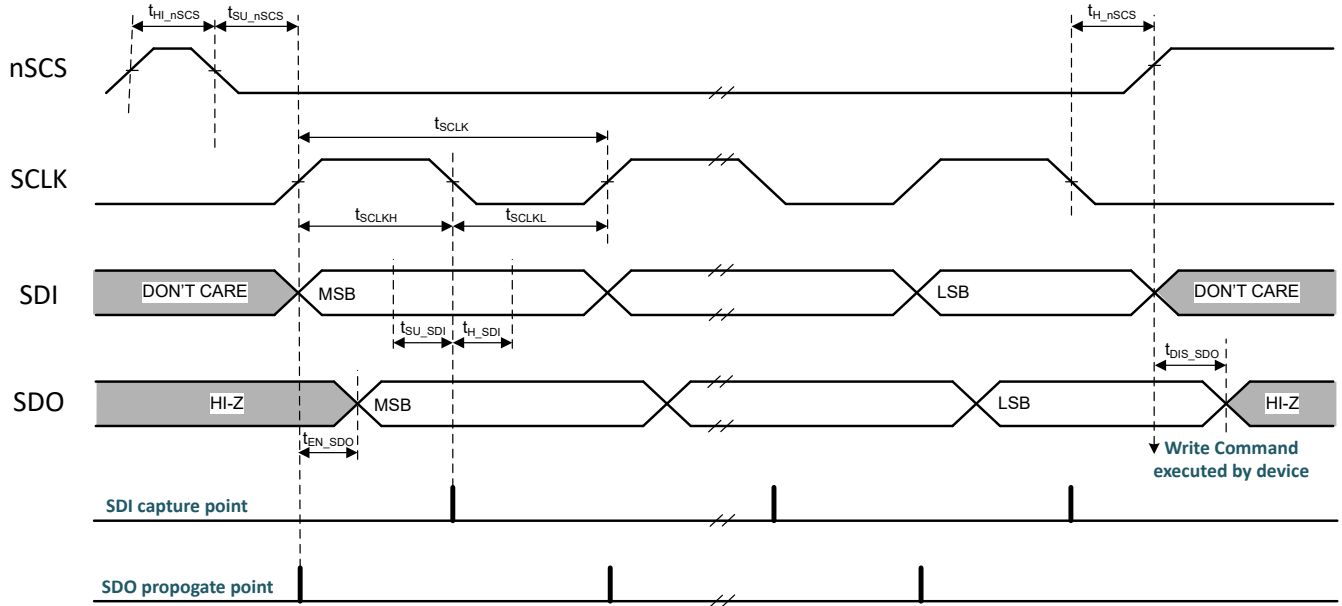 tHI_nSCS
tSU_nSCS
tH_nSCS
nSCS
tSCLK
SCLK
tSCLKH
tSCLKL
SDI
DON'T CARE
MSB
LSB
DON'T CARE
tSU_SDI
tH_SDI
tDIS_SDO
SDO
HI-Z
MSB
LSB
HI-Z
tEN_SDO
Write Command
executed by device
SDI capture point
SDO propogate point